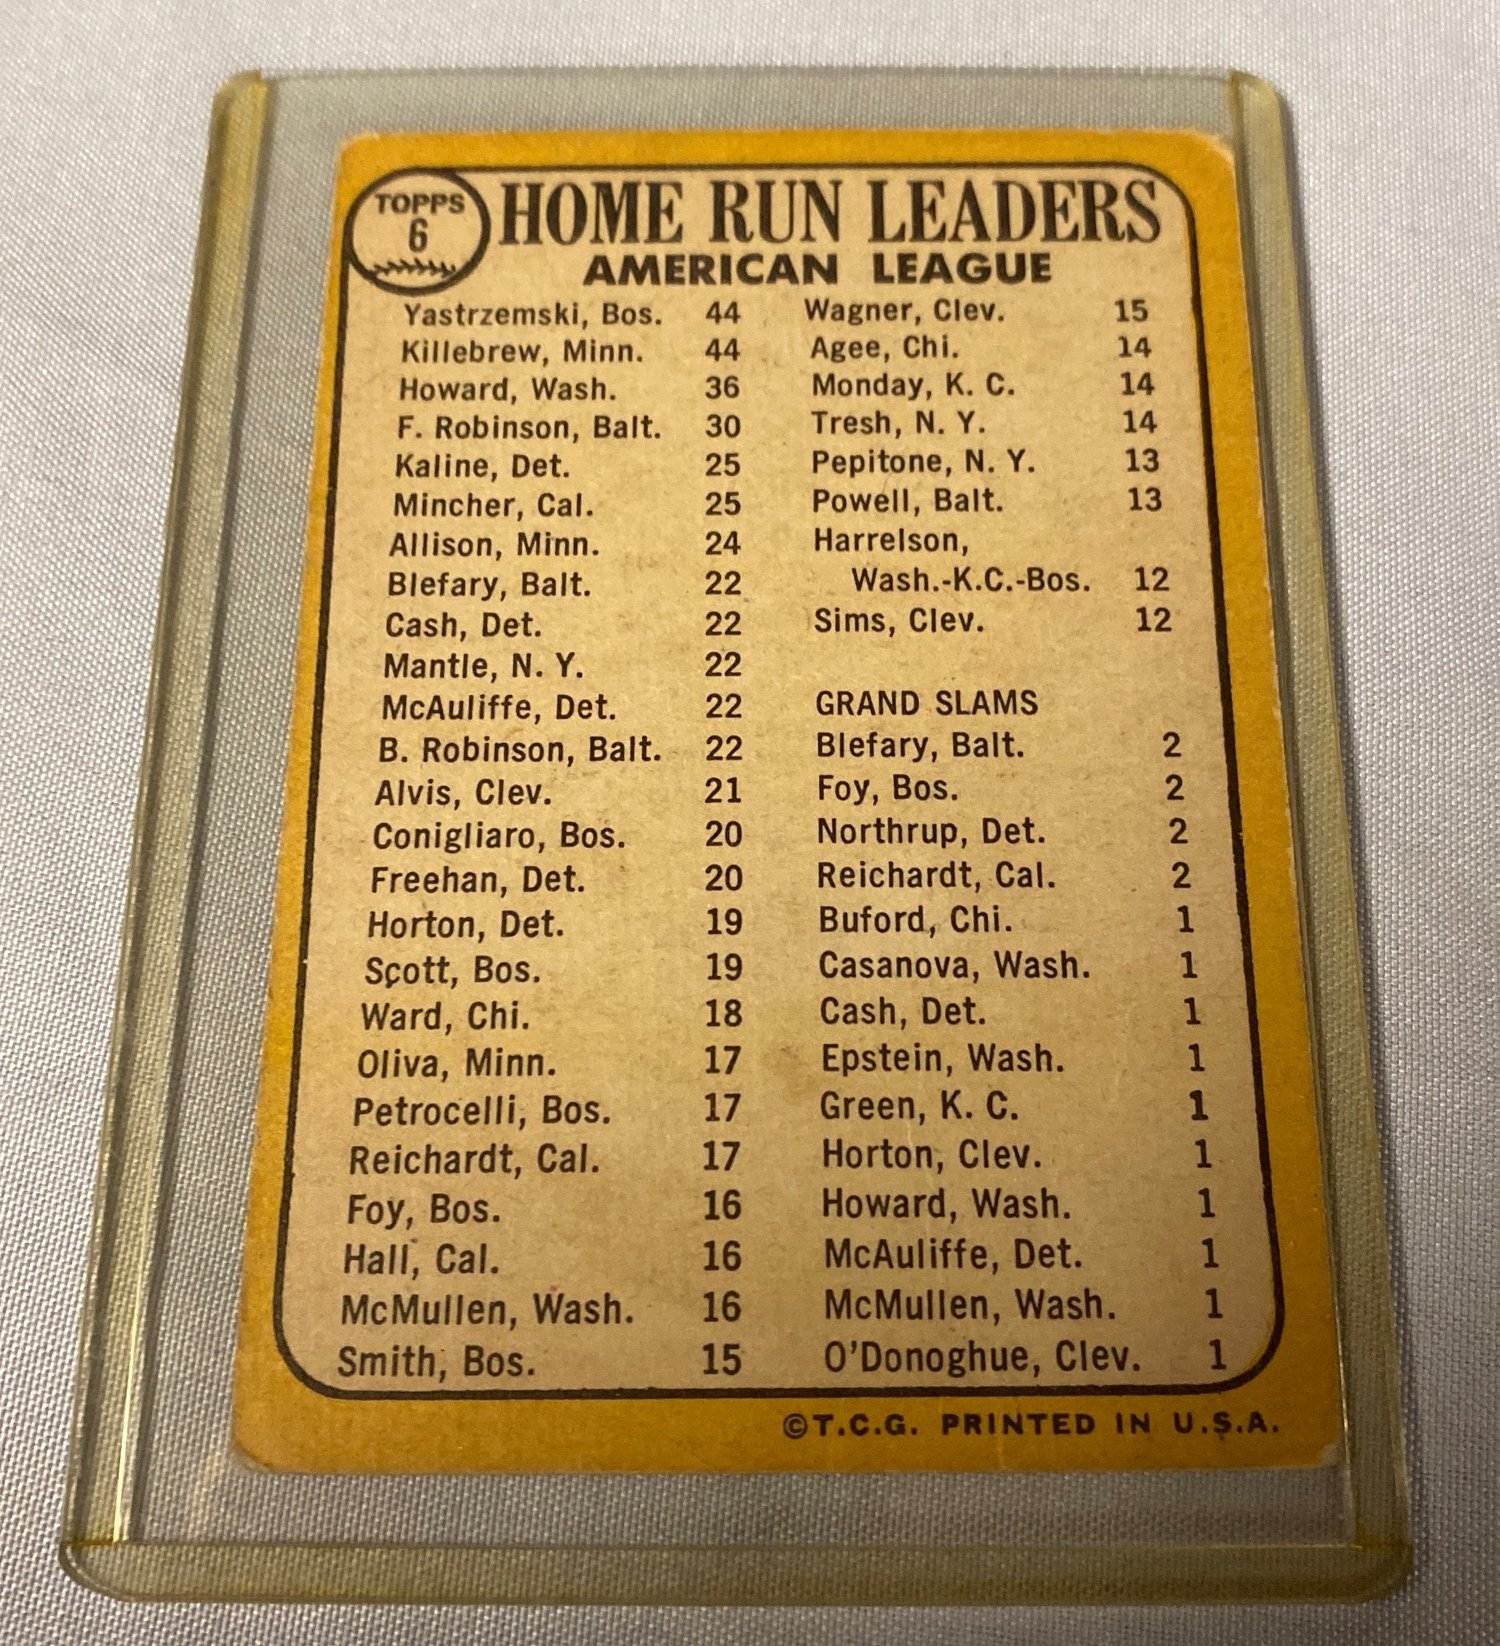 TOPPS
6
HOME RUN LEADERS
AMERICAN LEAGUE
Yastrzemski, Bos. 44
Killebrew, Minn. 44
Howard, Wash. 36
F. Robinson, Balt. 30
Kaline, Det. 25
Mincher, Cal. 25
Allison, Minn. 24
Blefary, Balt. 22
Cash, Det. 22
Mantle, N. Y. 22
McAuliffe, Det. 22
B. Robinson, Balt. 22
Alvis, Clev. 21
Conigliaro, Bos. 20
Freehan, Det. 20
Horton, Det. 19
Scott, Bos. 19
Ward, Chi. 18
Oliva, Minn. 17
Petrocelli, Bos. 17
Reichardt, Cal. 17
Foy, Bos. 16
Hall, Cal. 16
McMullen, Wash. 16
Smith, Bos. 15
Wagner, Clev. 15
Agee, Chi. 14
Monday, K. C. 14
Tresh, N. Y. 14
Pepitone, N. Y. 13
Powell, Balt. 13
Harrelson,
Wash.-K.C.-Bos. 12
Sims, Clev. 12
GRAND SLAMS
Blefary, Balt. 2
Foy, Bos. 2
Northrup, Det. 2
Reichardt, Cal. 2
Buford, Chi. 1
Casanova, Wash. 1
Cash, Det. 1
Epstein, Wash. 1
Green, K. C. 1
Horton, Clev. 1
Howard, Wash. 1
McAuliffe, Det. 1
McMullen, Wash. 1
O'Donoghue, Clev. 1
©T.C.G. PRINTED IN U.S.A.